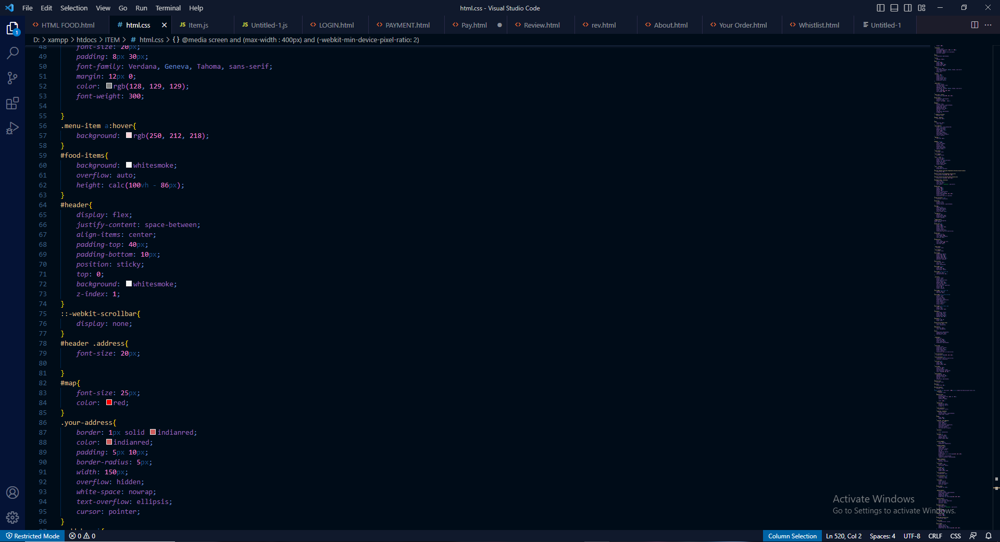 File Edit Selection View Go Run Terminal Help html.css - Visual Studio Code
HTML FOOD.html html.css Item.js Untitled-1.js LOGIN.html PAYMENT.html Pay.html Review.html rev.html About.html Your Order.html Whistlist.html Untitled-1
1
D: > xampp > htdocs > ITEM > # html.css > {} @media screen and (max-width : 400px) and (-webkit-min-device-pixel-ratio: 2)
48 font-size: 20px;
49 padding: 8px 30px;
50 font-family: Verdana, Geneva, Tahoma, sans-serif;
51 margin: 12px 0;
52 color: rgb(128, 129, 129);
53 font-weight: 300;
54
55 }
56 .menu-item a:hover{
57 background: rgb(250, 212, 218);
58 }
59 #food-items{
60 background: whitesmoke;
61 overflow: auto;
62 height: calc(100vh - 86px);
63 }
64 #header{
65 display: flex;
66 justify-content: space-between;
67 align-items: center;
68 padding-top: 40px;
69 padding-bottom: 10px;
70 position: sticky;
71 top: 0;
72 background: whitesmoke;
73 z-index: 1;
74 }
75 ::-webkit-scrollbar{
76 display: none;
77 }
78 #header .address{
79 font-size: 20px;
80
81 }
82 #map{
83 font-size: 25px;
84 color: red;
85 }
86 .your-address{
87 border: 1px solid indianred;
88 color: indianred;
89 padding: 5px 10px;
90 border-radius: 5px;
91 width: 150px;
92 overflow: hidden;
93 white-space: nowrap;
94 text-overflow: ellipsis;
95 cursor: pointer;
96 }
Activate Windows
Go to Settings to activate Windows.
Restricted Mode 0 0 Column Selection Ln 520, Col 2 Spaces: 4 UTF-8 CRLF CSS